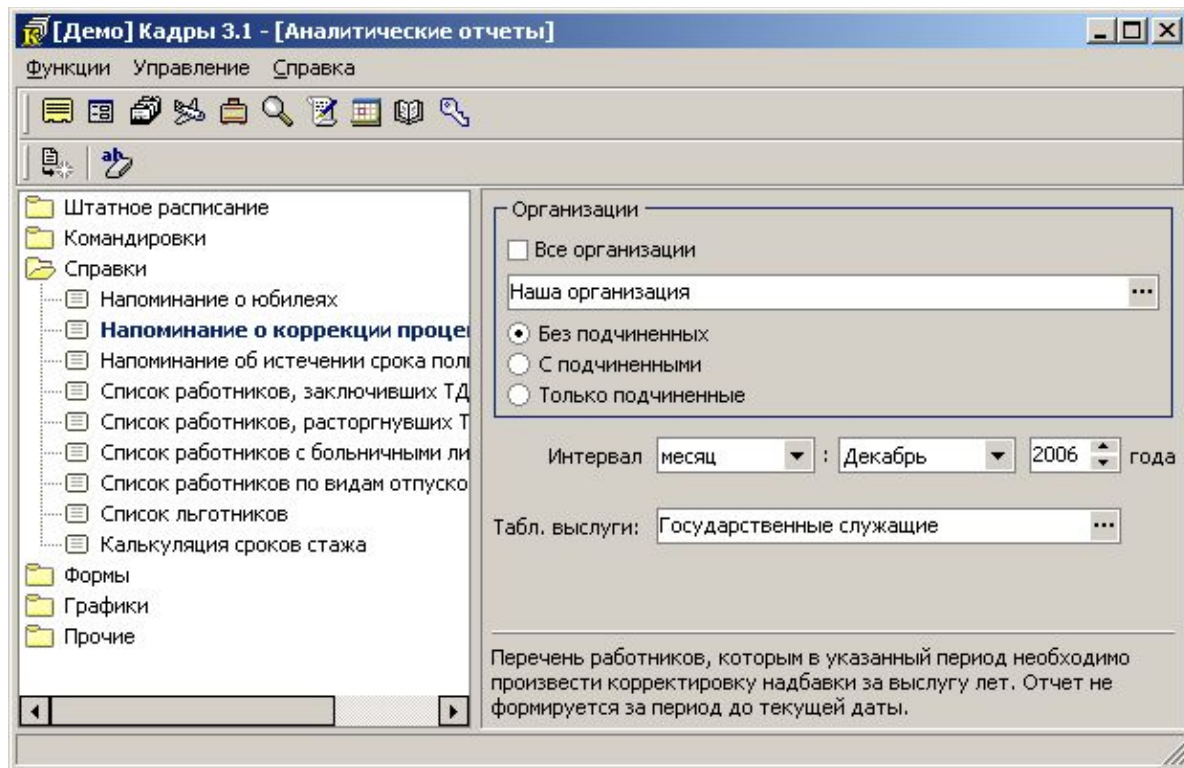 [Демо] Кадры 3.1 - [Аналитические отчеты]
Функции Управление Справка
Штатное расписание
Командировки
Справки
Напоминание о юбилеях
Напоминание о коррекции
Напоминание об истечении срока
Список работников, заключивших ТД
Список работников, расторгнувших
Список работников с больничными
Список работников по видам
Список льготников
Калькуляция сроков стажа
Формы
Графики
Прочие
Организации
Все организации
Наша организация
Без подчиненных
С подчиненными
Только подчиненные
Интервал месяц : Декабрь 2006 года
Табл. выслуги: Государственные служащие
Перечень работников, которым в указанный период необходимо
произвести корректировку надбавки за выслугу лет. Отчет не
формируется за период до текущей даты.